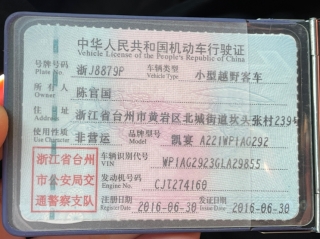 中华人民共和国机动车行驶证
Vehicle License of the People's Republic of China
号牌号码 浙J8879P 车辆类型 小型越野客车
Plate No. Vehicle Type
所有人 陈官国
Owner
住址 浙江省台州市黄岩区北城街道坟头张村239号
Address
使用性质 非营运 品牌型号 凯宴 AZZ1WP1AG292
Use Character Model
浙江省台州
市公安局交
通警察支队
车辆识别代号 WP1AG2923GLA29855
VIN
发动机号码 CJT274160
Engine No.
注册日期 2016-06-30 发证日期 2016-06-30
Register Date Issue Date